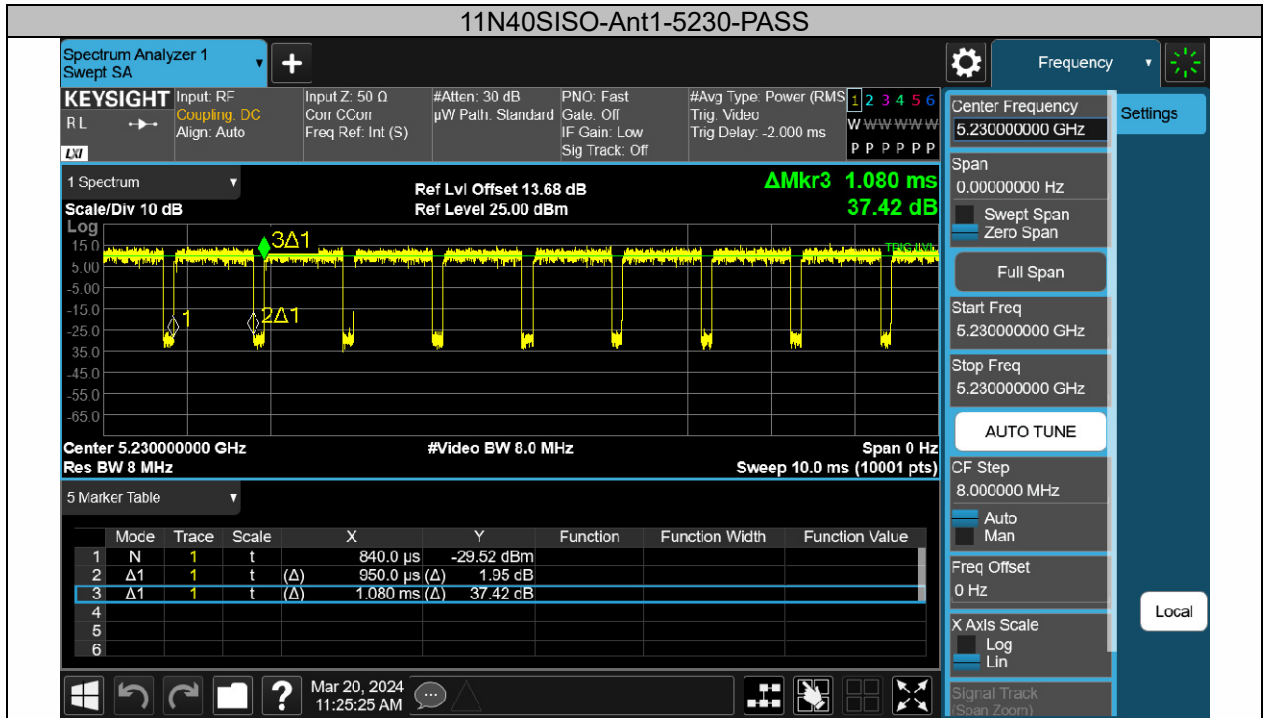 11N40SISO-Ant1-5230-PASS
Spectrum Analyzer 1
Swept SA
Frequency
KEYSIGHT
RL
LXI
Input: RF
Coupling: DC
Align: Auto
Input Z: 50 Ω
Corr CCorr
Freq Ref: Int (S)
#Atten: 30 dB
µW Path: Standard
PNO: Fast
Gate: Off
IF Gain: Low
Sig Track: Off
#Avg Type: Power (RMS
Trig: Video
Trig Delay: -2.000 ms
1 2 3 4 5 6
W W W W W W
P P P P P P
1 Spectrum
Scale/Div 10 dB
Ref Lvl Offset 13.68 dB
Ref Level 25.00 dBm
ΔMkr3 1.080 ms
37.42 dB
Log
15.0
5.00
-5.00
-15.0
-25.0
-35.0
-45.0
-55.0
-65.0
3Δ1
TRIG LVL
1
2Δ1
Center 5.230000000 GHz
Res BW 8 MHz
#Video BW 8.0 MHz
Span 0 Hz
Sweep 10.0 ms (10001 pts)
5 Marker Table
Mode Trace Scale X Y Function Function Width Function Value
1 N 1 t 840.0 µs -29.52 dBm
2 Δ1 1 t (Δ) 950.0 µs (Δ) 1.95 dB
3 Δ1 1 t (Δ) 1.080 ms (Δ) 37.42 dB
4
5
6
Mar 20, 2024
11:25:25 AM
Center Frequency
5.230000000 GHz
Settings
Span
0.00000000 Hz
Swept Span
Zero Span
Full Span
Start Freq
5.230000000 GHz
Stop Freq
5.230000000 GHz
AUTO TUNE
CF Step
8.000000 MHz
Auto
Man
Freq Offset
0 Hz
Local
X Axis Scale
Log
Lin
Signal Track
(Span Zoom)